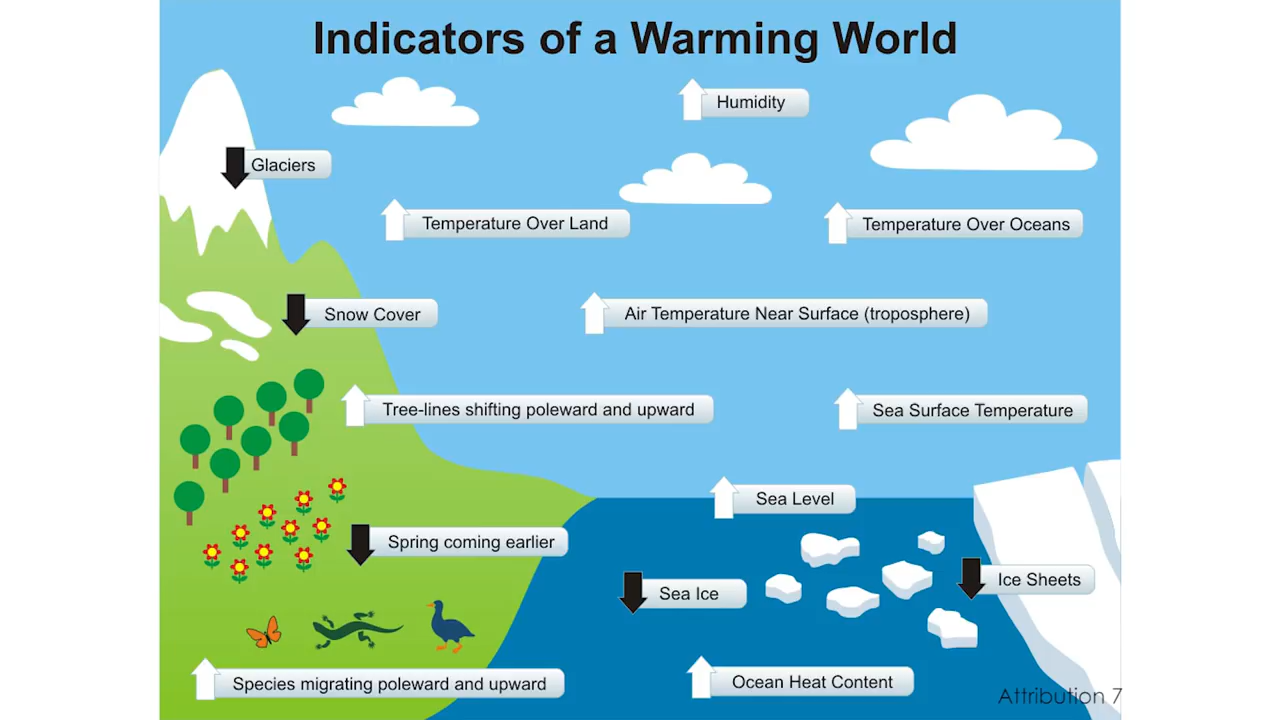 Indicators of a Warming World
Humidity
Glaciers
Temperature Over Land
Temperature Over Oceans
Snow Cover
Air Temperature Near Surface (troposphere)
Tree-lines shifting poleward and upward
Sea Surface Temperature
Sea Level
Spring coming earlier
Sea Ice
Ice Sheets
Species migrating poleward and upward
Ocean Heat Content
Attribution 7